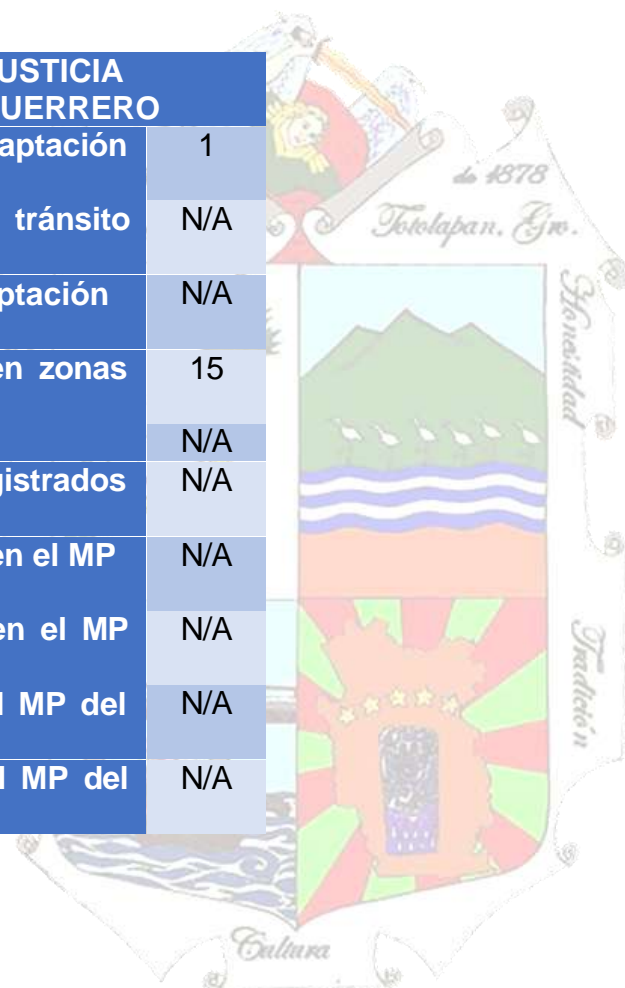 USTICIA
UERRERO
aptación 1
tránsito N/A
ptación N/A
en zonas 15
N/A
gistrados N/A
en el MP N/A
en el MP N/A
l MP del N/A
l MP del N/A
de 1878
Totolapan, Gro.
Honestidad
Tradición
Cultura